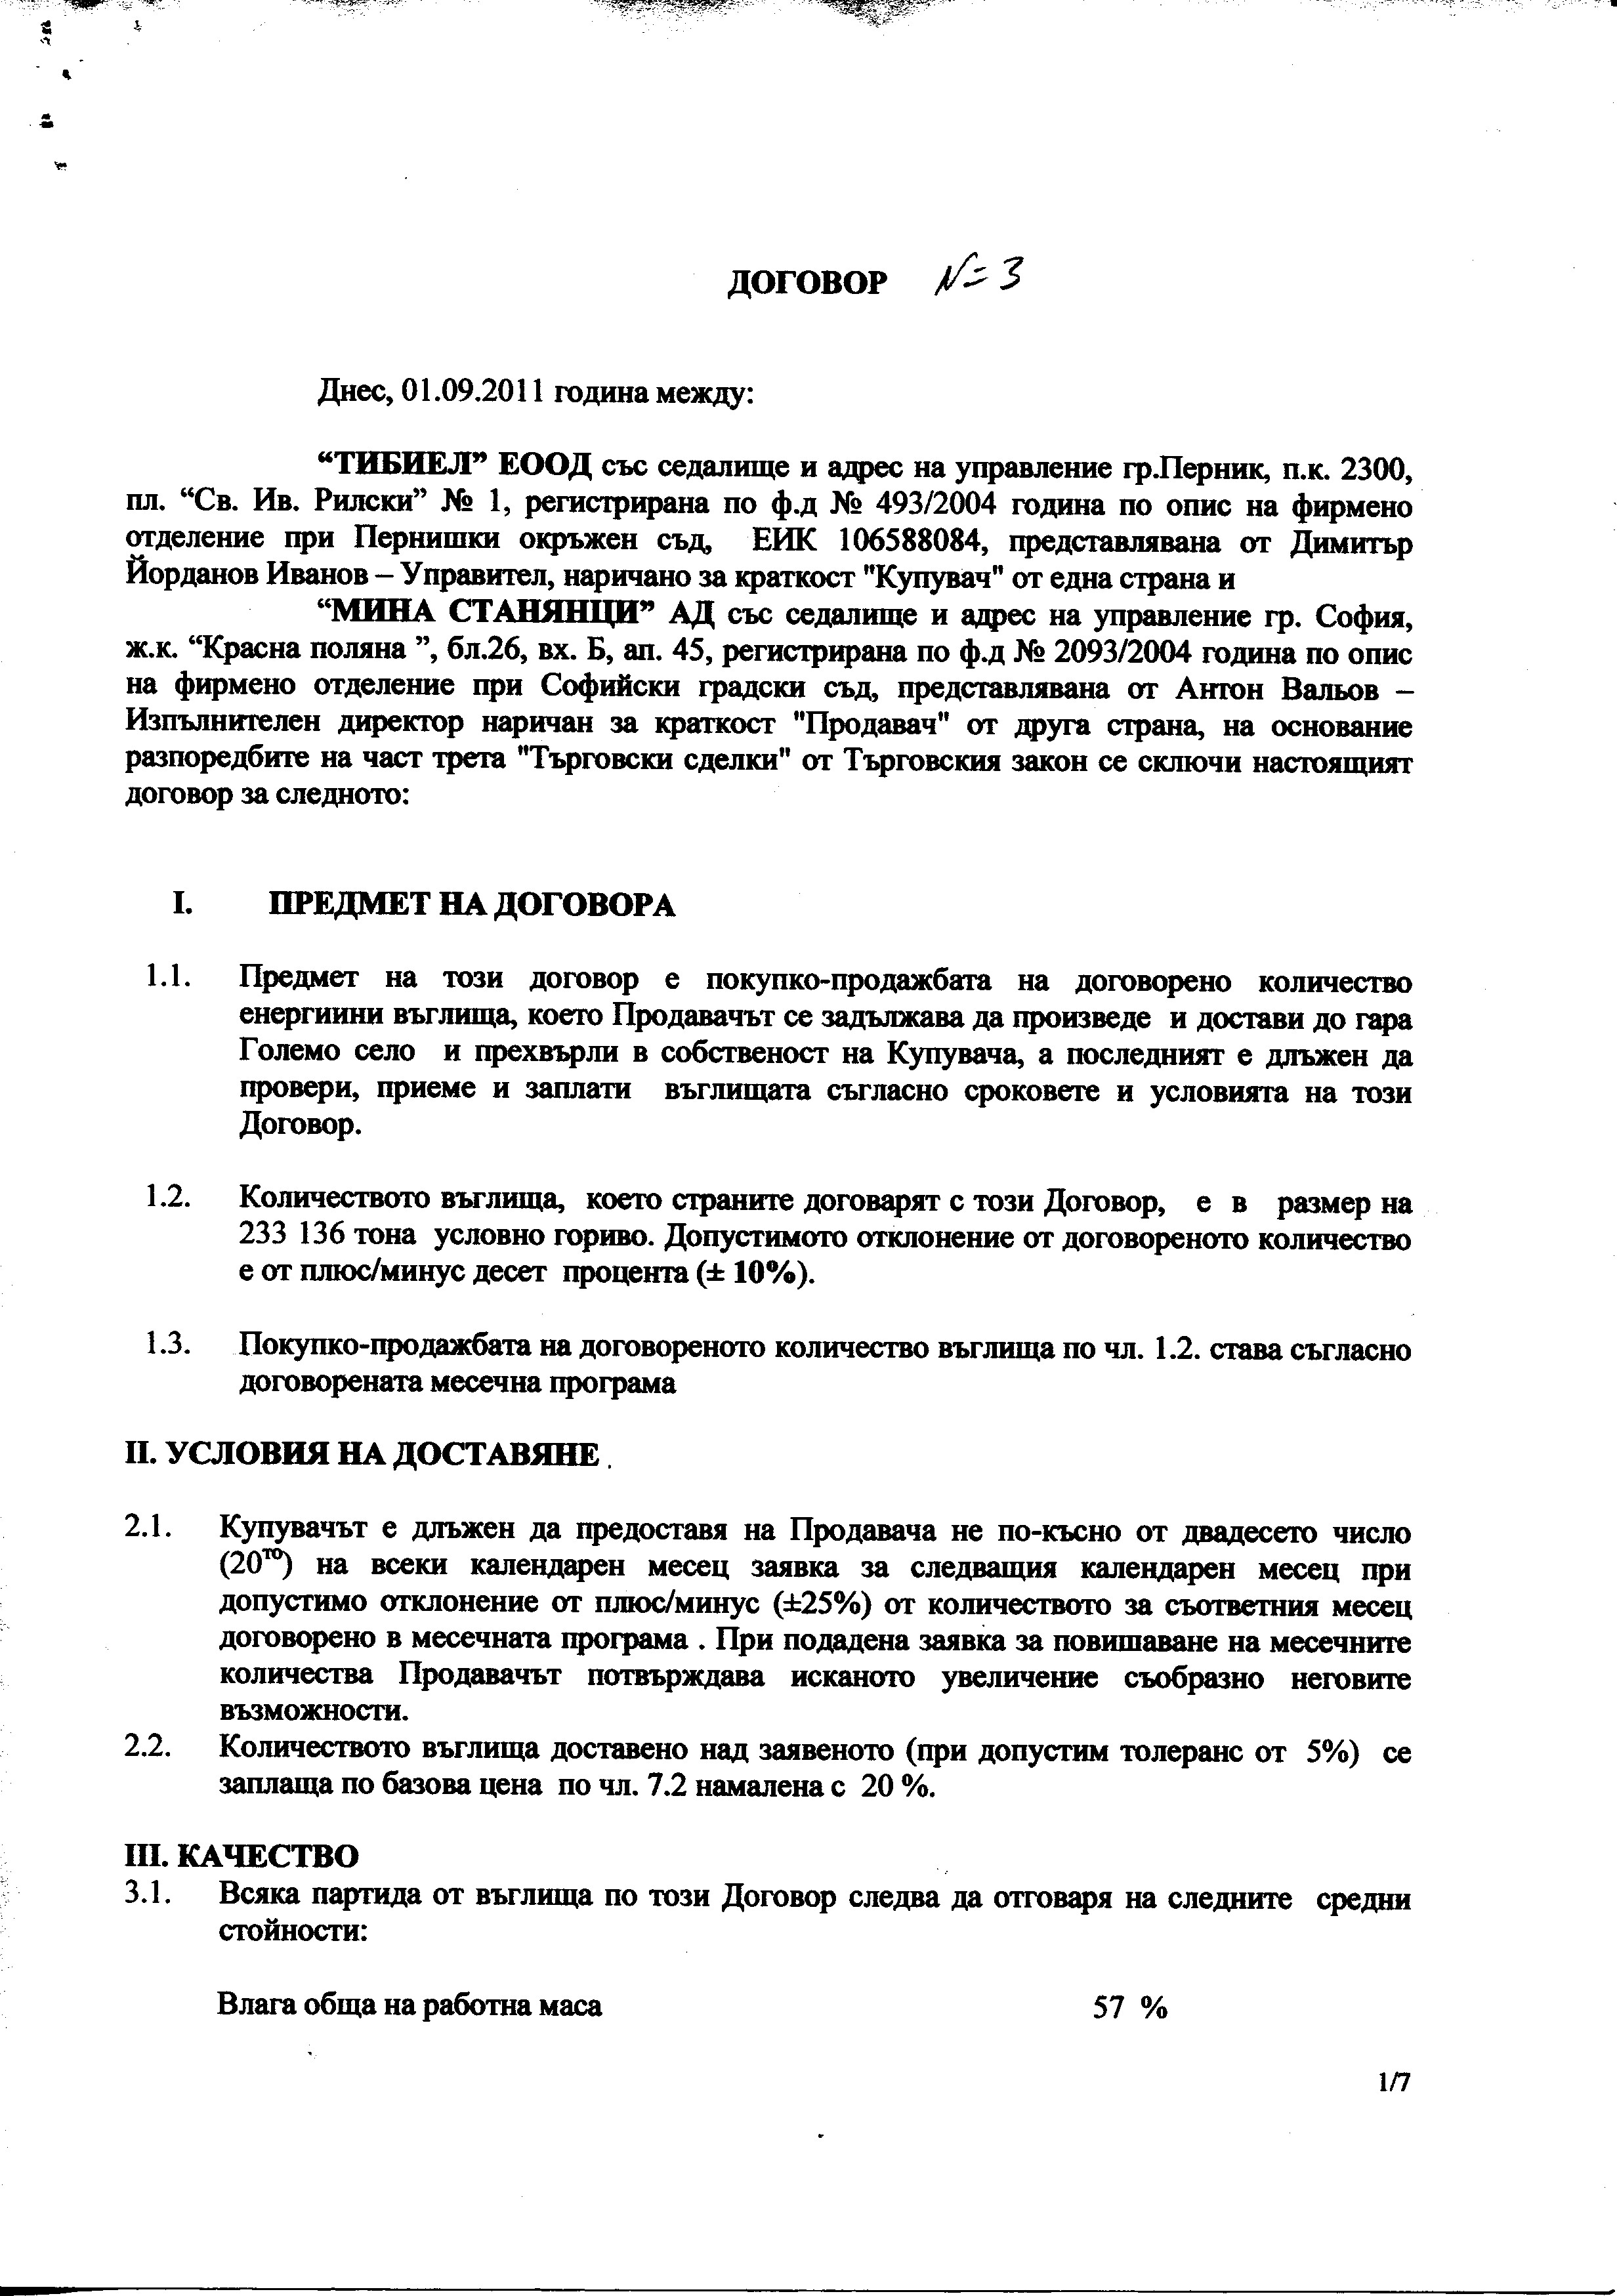 ДОГОВОР №=3
Днес, 01.09.2011 година между:
“ТИБИЕЛ” ЕООД със седалище и адрес на управление гр.Перник, п.к. 2300,
пл. “Св. Ив. Рилски” № 1, регистрирана по ф.д № 493/2004 година по опис на фирмено
отделение при Пернишки окръжен съд, ЕИК 106588084, представлявана от Димитър
Йорданов Иванов – Управител, наричано за краткост "Купувач" от една страна и
“МИНА СТАНЯНЦИ” АД със седалище и адрес на управление гр. София,
ж.к. “Красна поляна ”, бл.26, вх. Б, ап. 45, регистрирана по ф.д № 2093/2004 година по опис
на фирмено отделение при Софийски градски съд, представлявана от Антон Вальов –
Изпълнителен директор наричан за краткост "Продавач" от друга страна, на основание
разпоредбите на част трета "Търговски сделки" от Търговския закон се сключи настоящият
договор за следното:
I. ПРЕДМЕТ НА ДОГОВОРА
1.1. Предмет на този договор е покупко-продажбата на договорено количество
енергиини въглища, което Продавачът се задължава да произведе и достави до гара
Големо село и прехвърли в собственост на Купувача, а последният е длъжен да
провери, приеме и заплати въглищата съгласно сроковете и условията на този
Договор.
1.2. Количеството въглища, което страните договарят с този Договор, е в размер на
233 136 тона условно гориво. Допустимото отклонение от договореното количество
е от плюс/минус десет процента (± 10%).
1.3. Покупко-продажбата на договореното количество въглища по чл. 1.2. става съгласно
договорената месечна програма
II. УСЛОВИЯ НА ДОСТАВЯНЕ .
2.1. Купувачът е длъжен да предоставя на Продавача не по-късно от двадесето число
(20то) на всеки календарен месец заявка за следващия календарен месец при
допустимо отклонение от плюс/минус (±25%) от количеството за съответния месец
договорено в месечната програма . При подадена заявка за повишаване на месечните
количества Продавачът потвърждава исканото увеличение съобразно неговите
възможности.
2.2. Количеството въглища доставено над заявеното (при допустим толеранс от 5%) се
заплаща по базова цена по чл. 7.2 намалена с 20 %.
III. КАЧЕСТВО
3.1. Всяка партида от въглища по този Договор следва да отговаря на следните средни
стойности:
Влага обща на работна маса 57 %
1/7